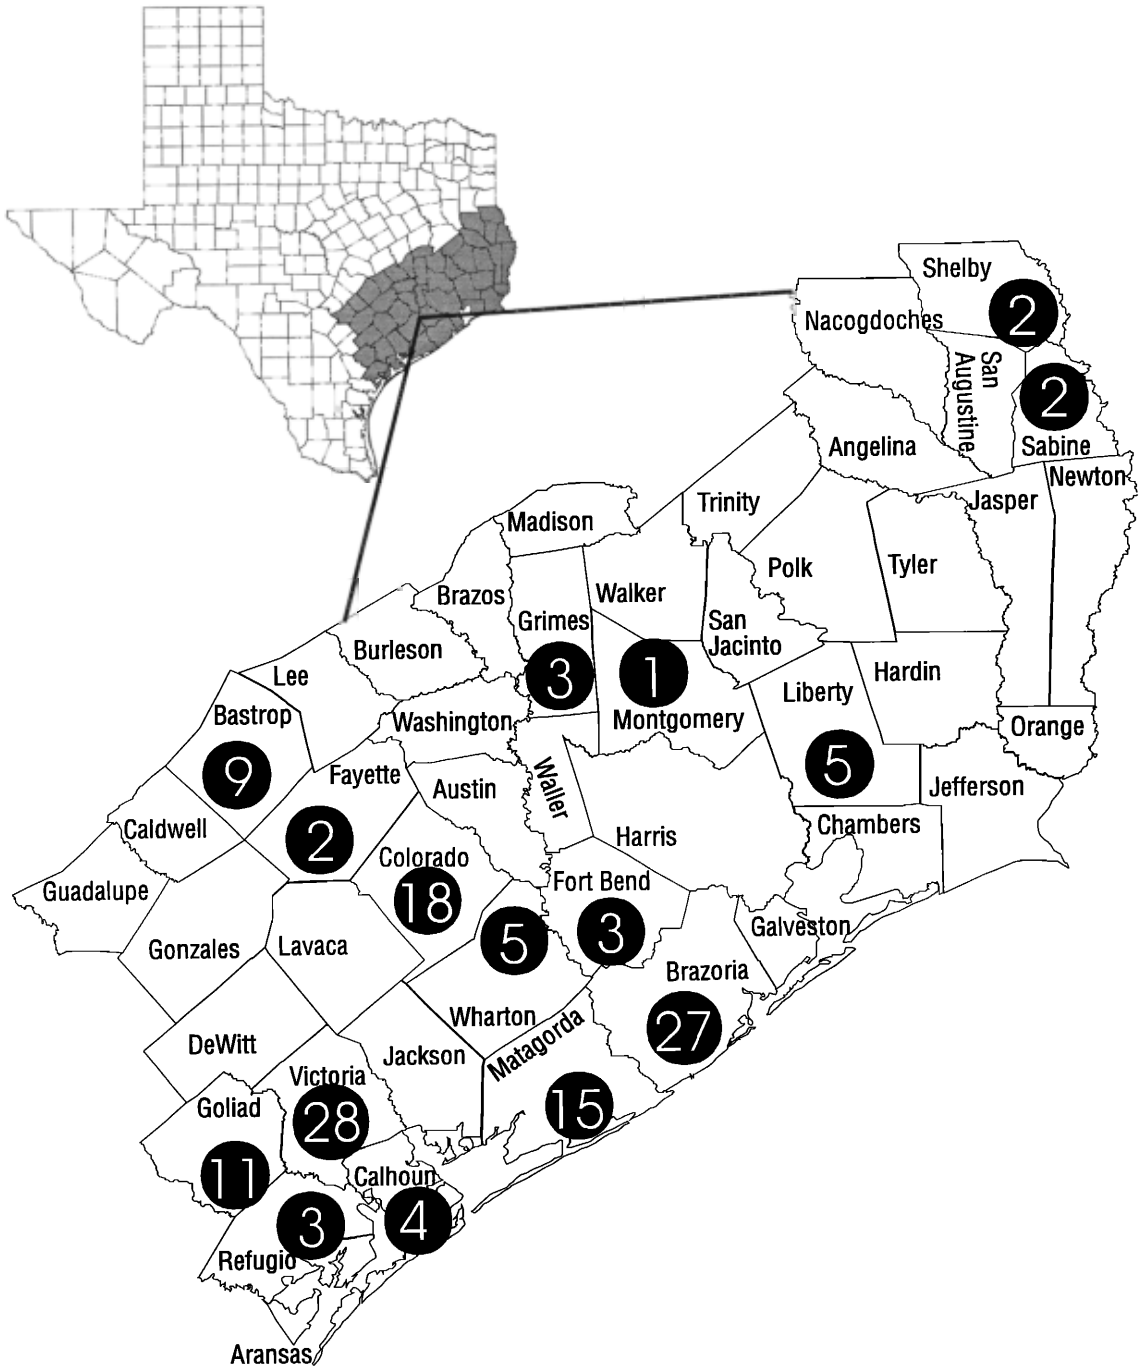 Shelby
2
Nacogdoches
San
Augustine
2
Sabine
Angelina
Newton
Jasper
Trinity
Madison
Polk
Tyler
Walker
Brazos
Grimes
San
Jacinto
Burleson
3
1
Lee
Hardin
Liberty
Bastrop
Washington
Montgomery
Orange
9
Fayette
5
Waller
Austin
Jefferson
Caldwell
2
Chambers
Harris
Colorado
18
Guadalupe
Fort Bend
3
5
Galveston
Gonzales
Lavaca
Brazoria
27
Wharton
Matagorda
DeWitt
Jackson
Victoria
28
15
Goliad
11
Calhoun
4
3
Refugio
Aransas